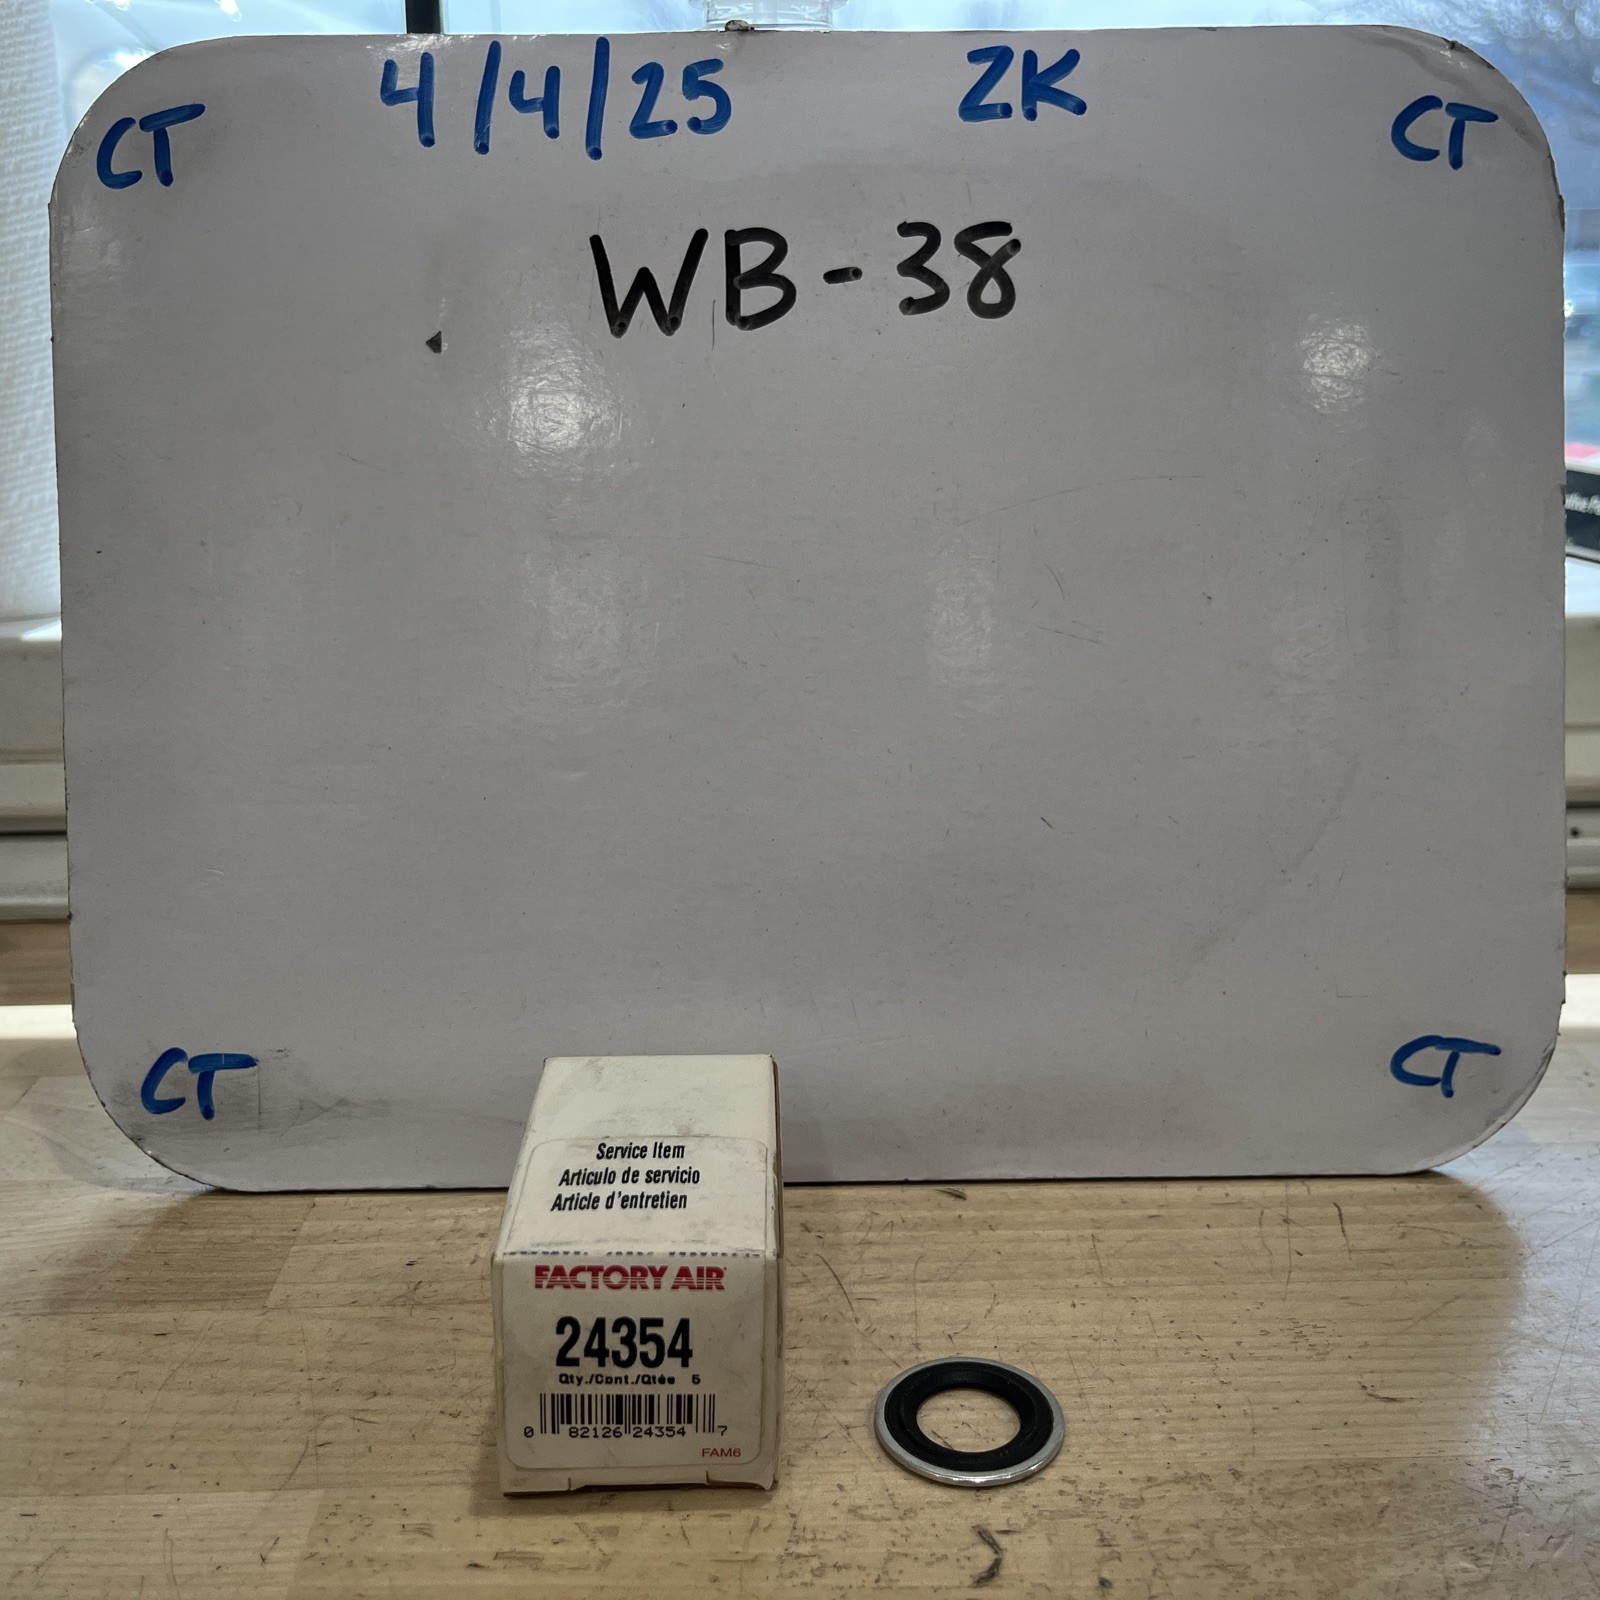 4/4/25 ZK
CT
CT
WB-38
CT
CT
Service Item
Articulo de servicio
Article d'entretien
FACTORY AIR
24354
Qty./Cont./Qtée 5
0 82126 24354 7
FAM6